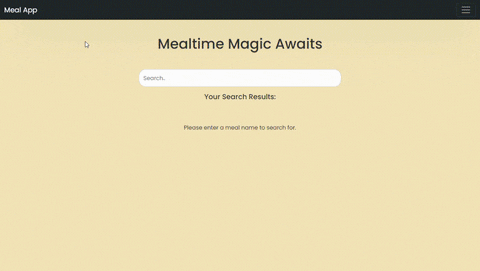 Meal App
Mealtime Magic Awaits
Search..
Your Search Results:
Please enter a meal name to search for.